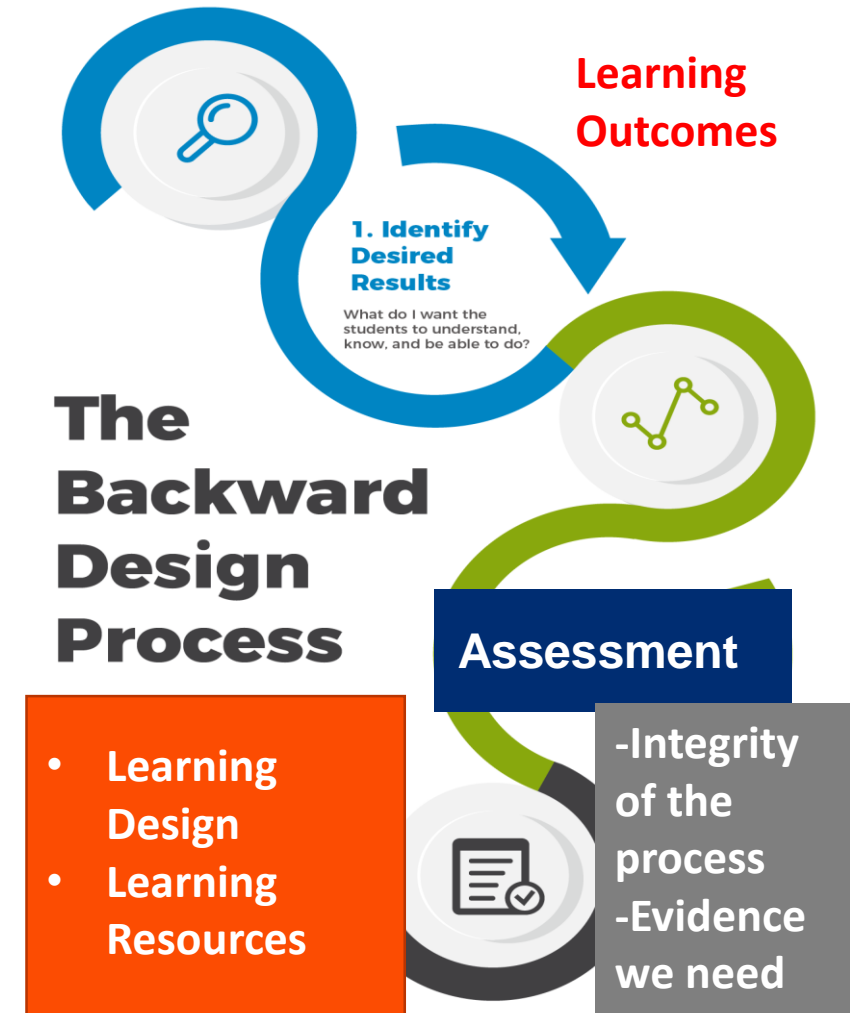 Learning
Outcomes
1. Identify
Desired
Results
What do I want the
students to understand,
know, and be able to do?
The
Backward
Design
Process
Assessment
• Learning
Design
• Learning
Resources
-Integrity
of the
process
-Evidence
we need